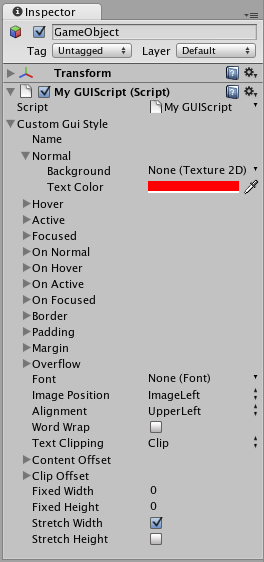 Inspector
GameObject
Tag Untagged Layer Default
Transform
My GUIScript (Script)
Script My GUIScript
Custom Gui Style
Name
Normal
Background None (Texture 2D)
Text Color
Hover
Active
Focused
On Normal
On Hover
On Active
On Focused
Border
Padding
Margin
Overflow
Font None (Font)
Image Position ImageLeft
Alignment UpperLeft
Word Wrap
Text Clipping Clip
Content Offset
Clip Offset
Fixed Width 0
Fixed Height 0
Stretch Width
Stretch Height